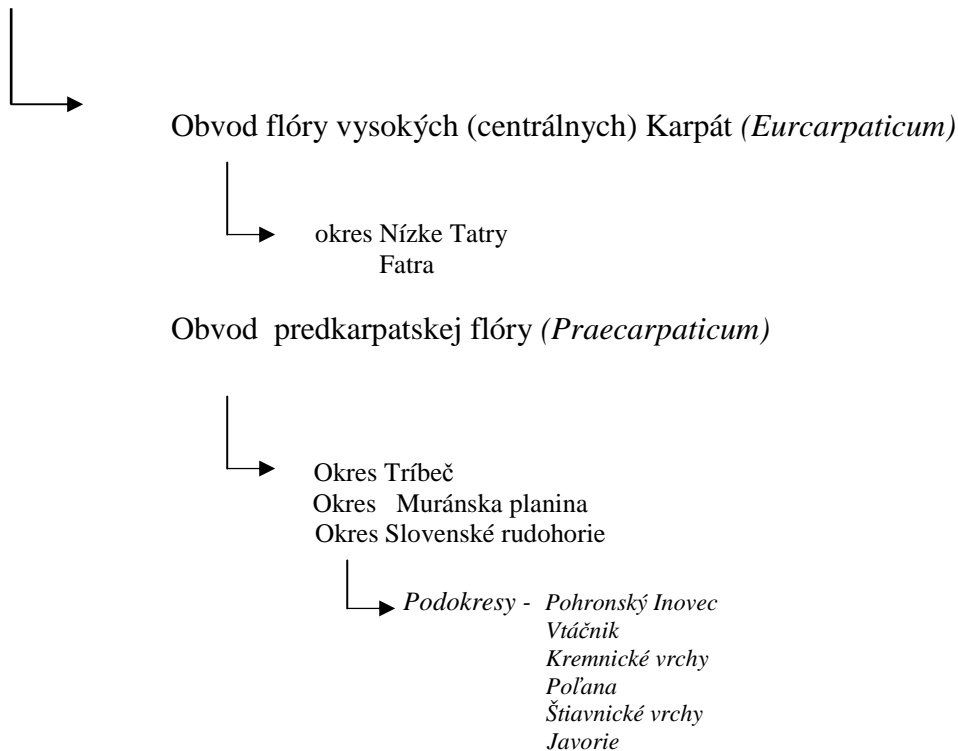 Obvod flóry vysokých (centrálnych) Karpát (Eurcarpaticum)
okres Nízke Tatry
Fatra
Obvod predkarpatskej flóry (Praecarpaticum)
Okres Tríbeč
Okres Muránska planina
Okres Slovenské rudohorie
Podokresy - Pohronský Inovec
Vtáčnik
Kremnické vrchy
Poľana
Štiavnické vrchy
Javorie